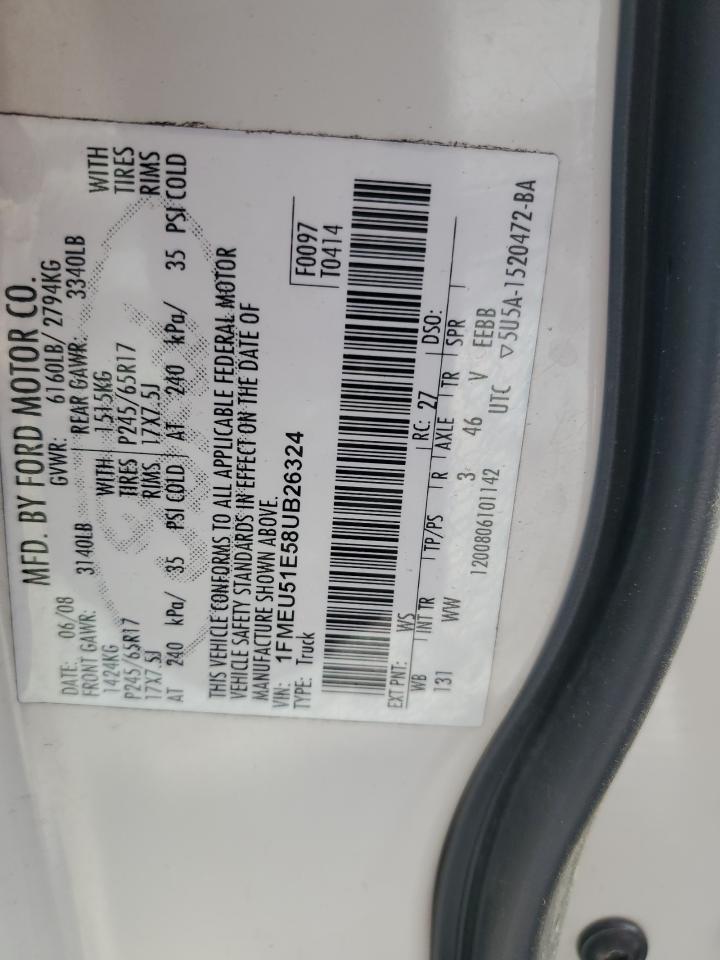 MFD. BY FORD MOTOR CO.
DATE: 06/08 GVWR: 6160LB/ 2794KG
FRONT GAWR: 3140LB REAR GAWR: 3340LB
1424KG WITH 1515KG WITH
P245/65R17 TIRES P245/65R17 TIRES
17X7.5J RIMS 17X7.5J RIMS
AT 240 kPa/ 35 PSI COLD AT 240 kPa/ 35 PSI COLD
THIS VEHICLE CONFORMS TO ALL APPLICABLE FEDERAL MOTOR
VEHICLE SAFETY STANDARDS IN EFFECT ON THE DATE OF
MANUFACTURE SHOWN ABOVE.
VIN: 1FMEU51E58UB26324
TYPE: Truck
F0097
T0414
EXT PNT: WS RC: 27 DSO:
WB INT TR TP/PS R AXLE TR SPR
131 WW 3 46 V EEBB
1200806101142 UTC ▽5U5A-1520472-BA